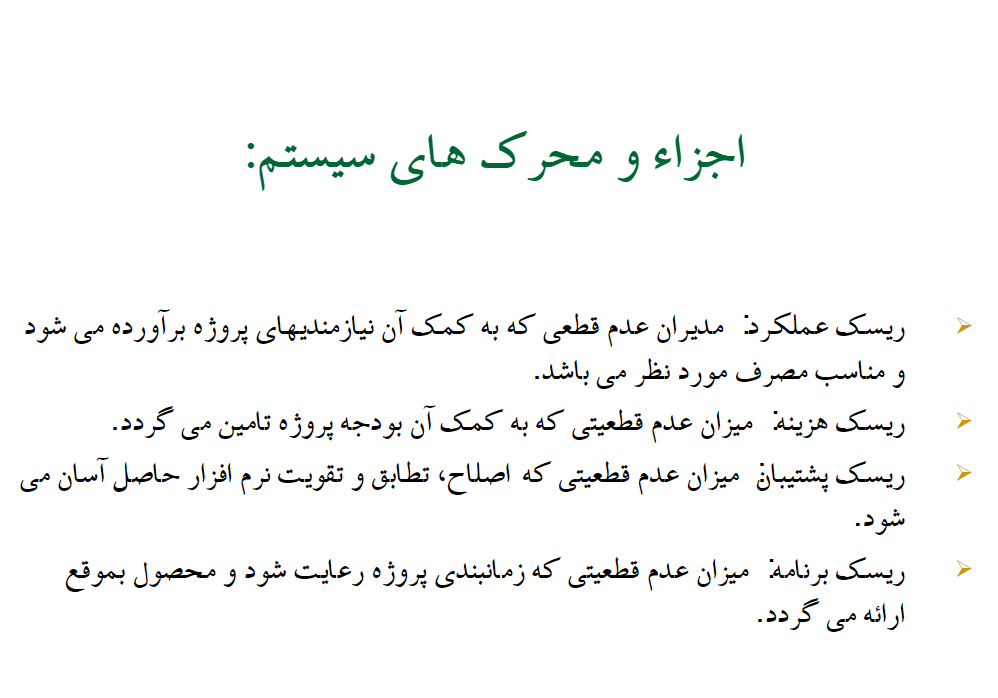 اجزاء و محرک های سیستم:
ریسک عملکرد: مدیران عدم قطعی که به کمک آن نیازمندیهای پروژه برآورده می شود
و مناسب مصرف مورد نظر می باشد.
ریسک هزینه: میزان عدم قطعیتی که به کمک آن بودجه پروژه تامین می گردد.
ریسک پشتیبان: میزان عدم قطعیتی که اصلاح، تطابق و تقویت نرم افزار حاصل آسان می
شود.
ریسک برنامه: میزان عدم قطعیتی که زمانبندی پروژه رعایت شود و محصول بموقع
ارائه می گردد.